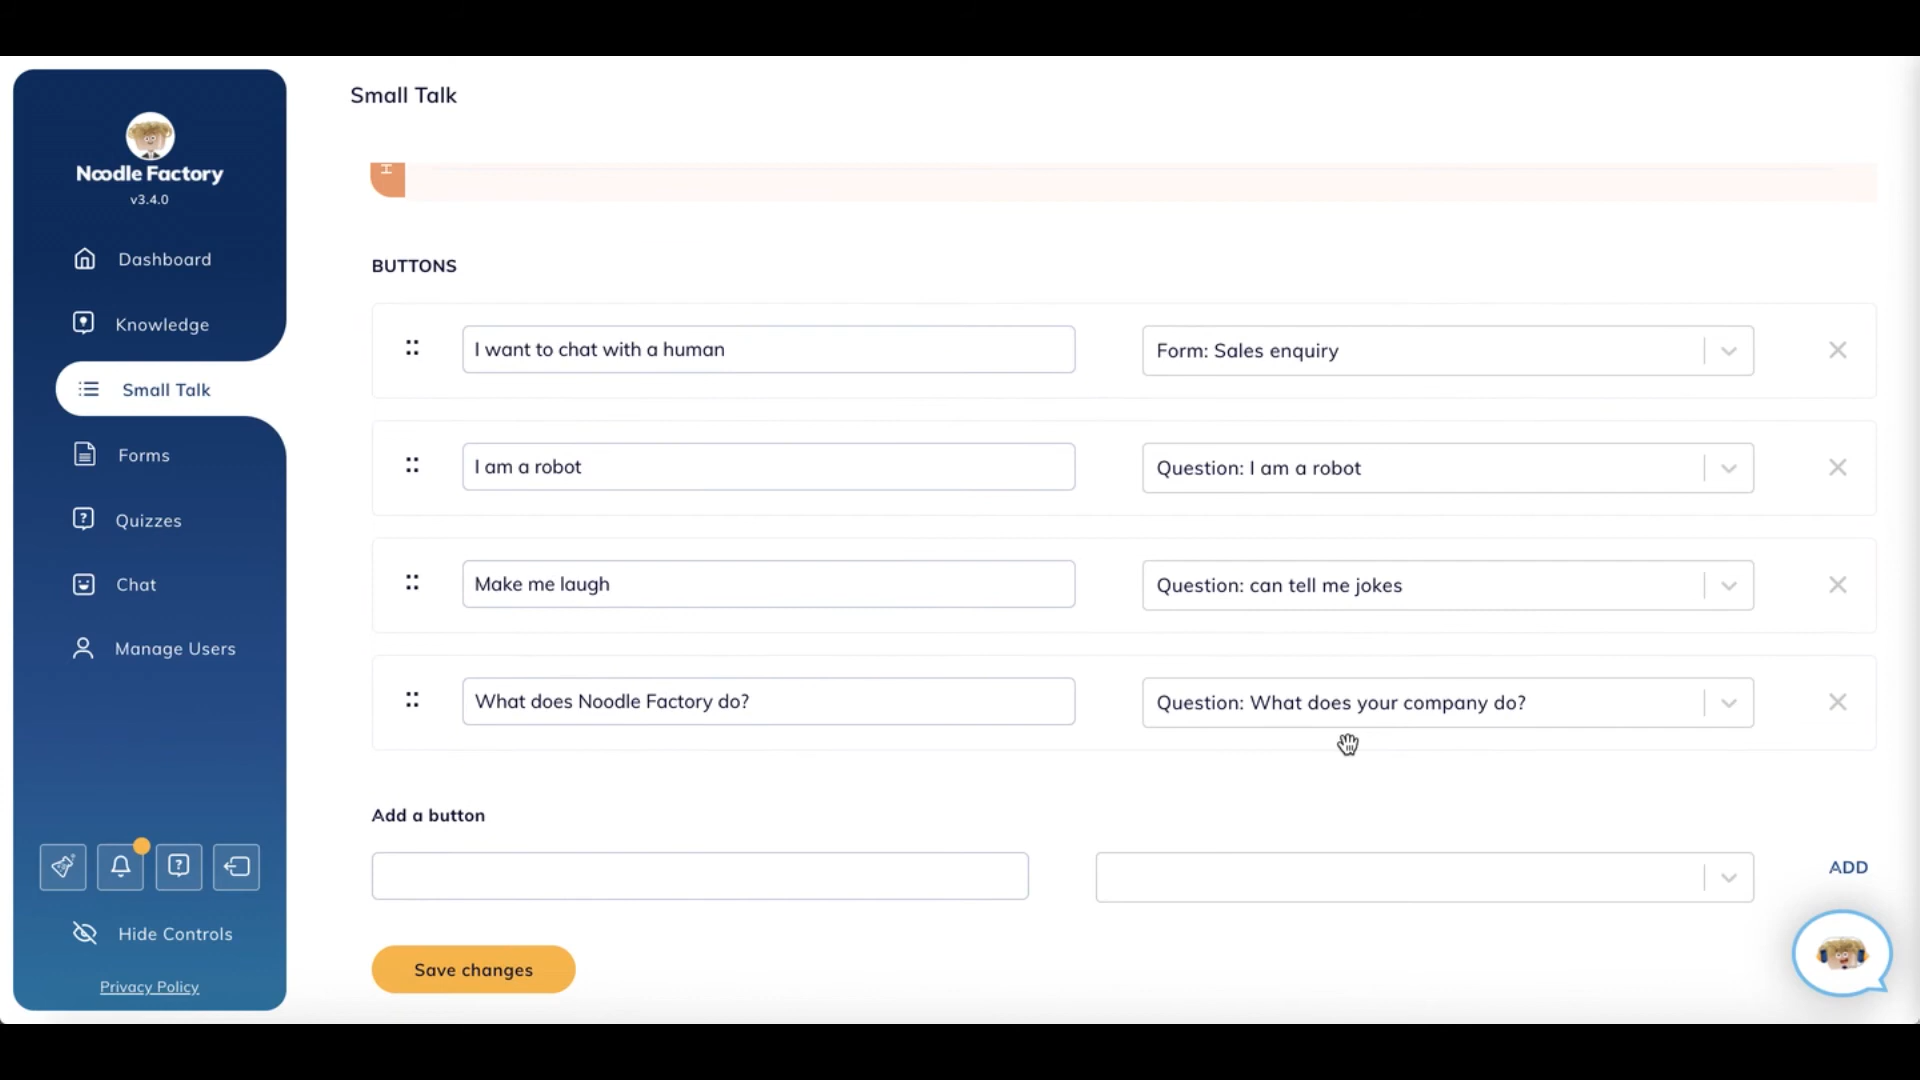 Noodle Factory
v3.4.0
Dashboard
Knowledge
Small Talk
Forms
Quizzes
Chat
Manage Users
Hide Controls
Privacy Policy
Small Talk
BUTTONS
I want to chat with a human
Form: Sales enquiry
I am a robot
Question: I am a robot
Make me laugh
Question: can tell me jokes
What does Noodle Factory do?
Question: What does your company do?
Add a button
ADD
Save changes